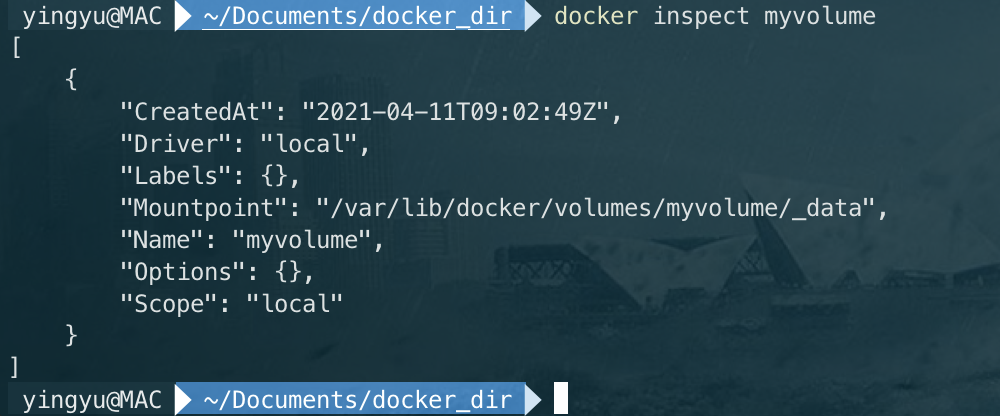 yingyu@MAC ~/Documents/docker_dir docker inspect myvolume
[
    {
        "CreatedAt": "2021-04-11T09:02:49Z",
        "Driver": "local",
        "Labels": {},
        "Mountpoint": "/var/lib/docker/volumes/myvolume/_data",
        "Name": "myvolume",
        "Options": {},
        "Scope": "local"
    }
]
yingyu@MAC ~/Documents/docker_dir